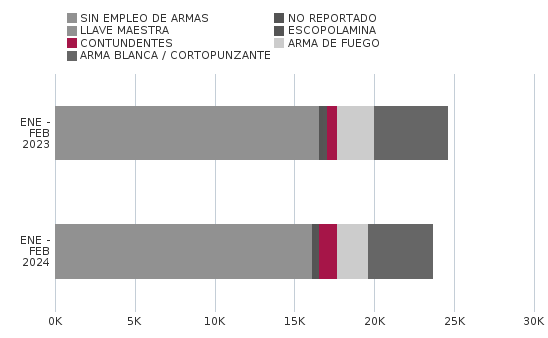 SIN EMPLEO DE ARMAS
LLAVE MAESTRA
CONTUNDENTES
ARMA BLANCA / CORTOPUNZANTE
NO REPORTADO
ESCOPOLAMINA
ARMA DE FUEGO
ENE -
FEB
2023
ENE -
FEB
2024
0K 5K 10K 15K 20K 25K 30K